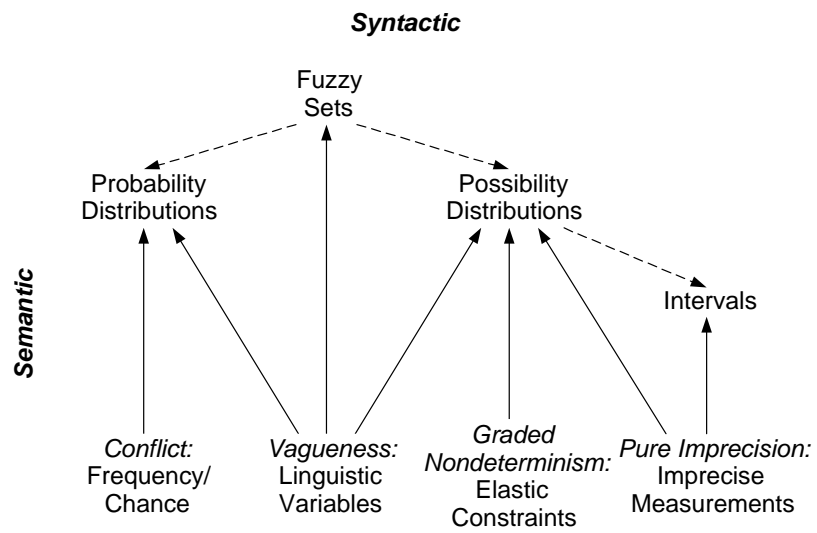 Syntactic
Fuzzy
Sets
Probability
Distributions
Possibility
Distributions
Intervals
Semantic
Conflict:
Frequency/
Chance
Vagueness:
Linguistic
Variables
Graded
Nondeterminism:
Elastic
Constraints
Pure Imprecision:
Imprecise
Measurements